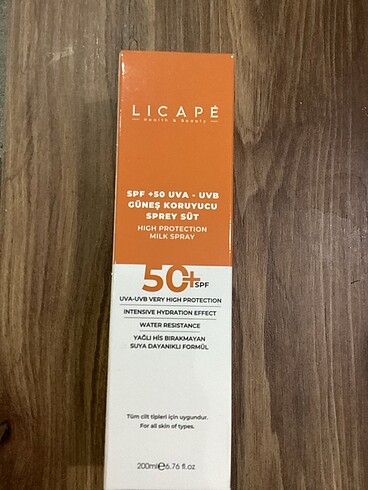 LICAPÉ
Health & Beauty
SPF +50 UVA - UVB
GÜNEŞ KORUYUCU
SPREY SÜT
HIGH PROTECTION
MILK SPRAY
50+SPF
UVA-UVB VERY HIGH PROTECTION
INTENSIVE HYDRATION EFFECT
WATER RESISTANCE
YAĞLI HİS BIRAKMAYAN
SUYA DAYANIKLI FORMÜL
Tüm cilt tipleri için uygundur.
For all skin of types.
200ml℮6.76 fl.oz